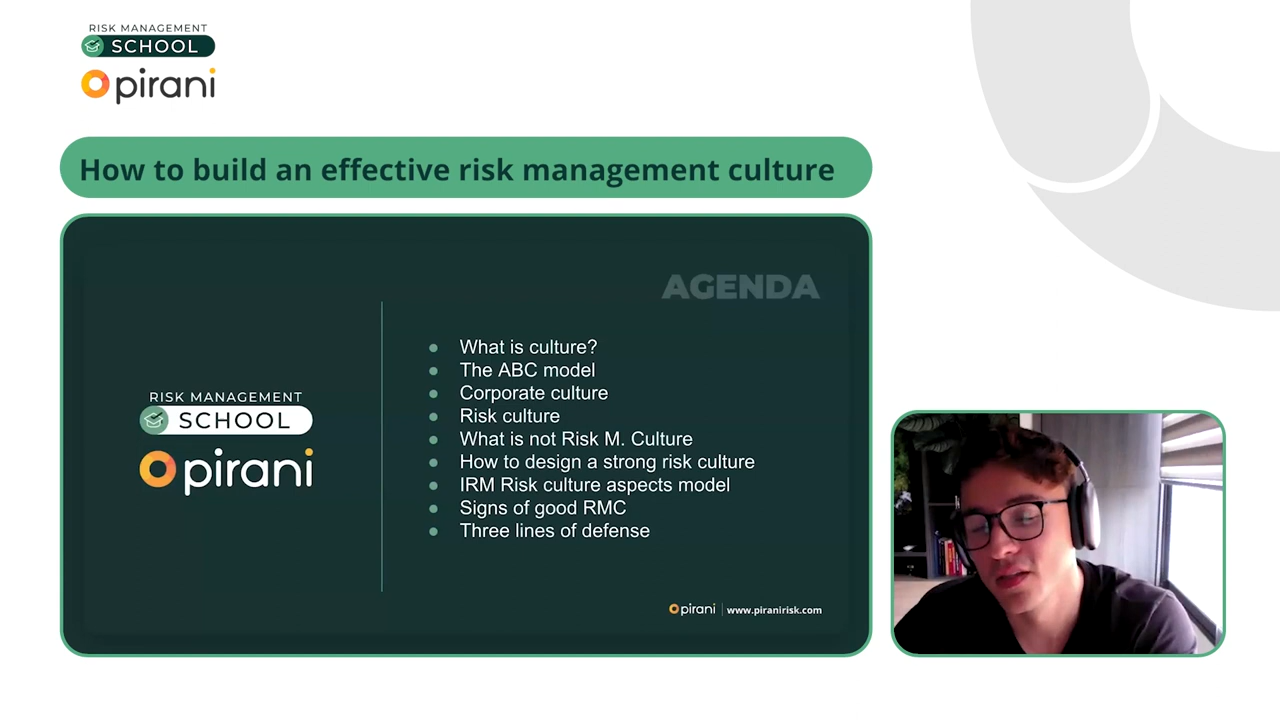 RISK MANAGEMENT
SCHOOL
pirani
How to build an effective risk management culture
AGENDA
RISK MANAGEMENT
SCHOOL
pirani
What is culture?
The ABC model
Corporate culture
Risk culture
What is not Risk M. Culture
How to design a strong risk culture
IRM Risk culture aspects model
Signs of good RMC
Three lines of defense
pirani | www.piranirisk.com